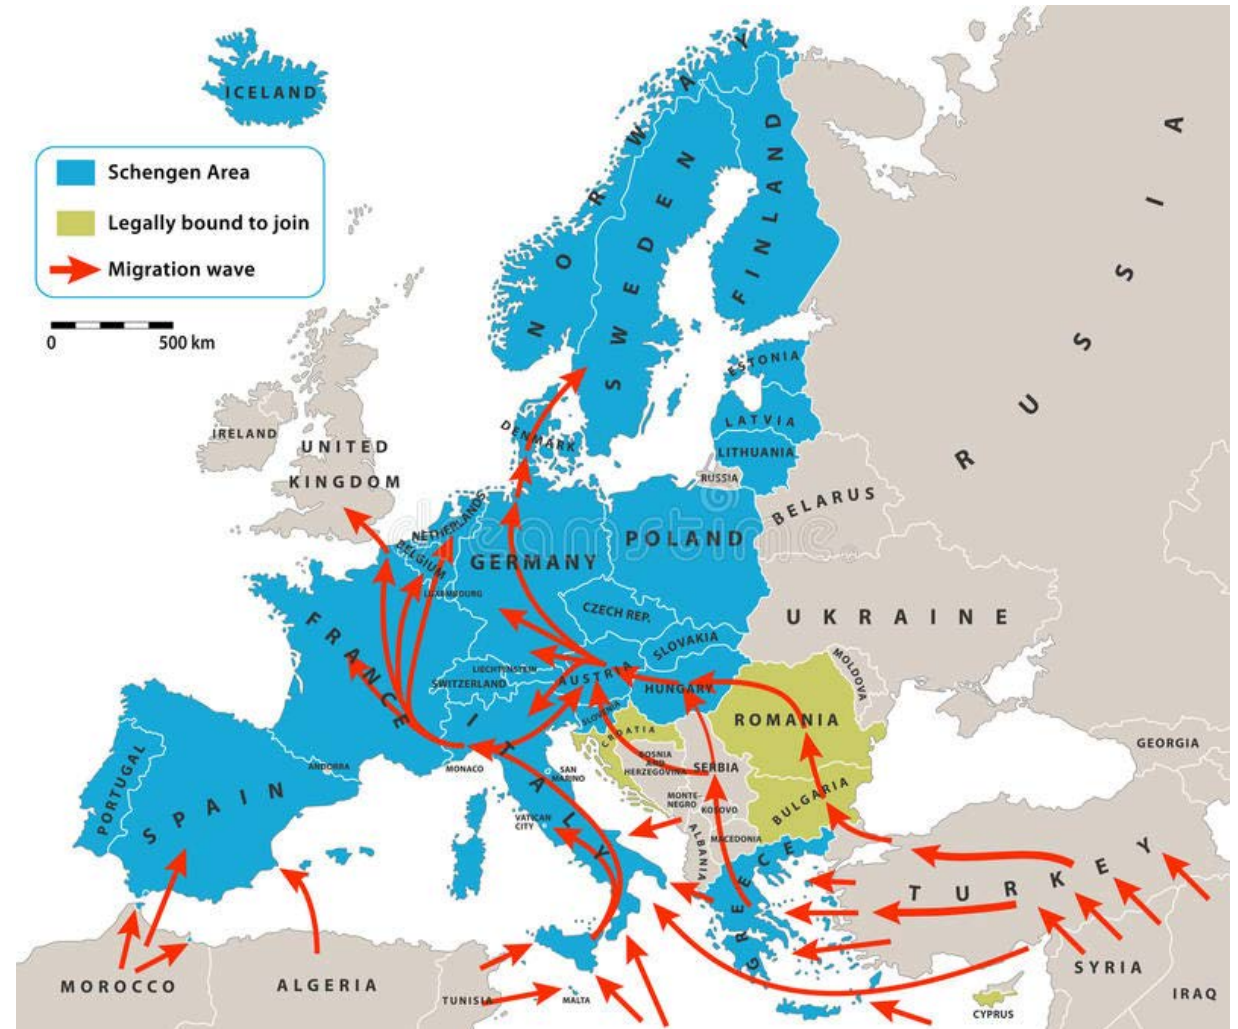 ICELAND
Schengen Area
Legally bound to join
Migration wave
0
500 km
NORWAY
SWEDEN
FINLAND
RUSSIA
ESTONIA
LATVIA
LITHUANIA
RUSSIA
DENMARK
IRELAND
UNITED
KINGDOM
NETHERLANDS
BELGIUM
LUXEMBOURG
GERMANY
POLAND
BELARUS
dreamstime
UKRAINE
CZECH REP.
SLOVAKIA
MOLDOVA
FRANCE
LIECHTENSTEIN
SWITZERLAND
AUSTRIA
HUNGARY
SLOVENIA
CROATIA
ROMANIA
BOSNIA
AND
HERZEGOVINA
SERBIA
GEORGIA
ITALY
MONACO
SAN
MARINO
ANDORRA
PORTUGAL
SPAIN
MONTE-
NEGRO
KOSOVO
BULGARIA
VATICAN
CITY
ALBANIA
MACEDONIA
GREECE
TURKEY
MOROCCO
ALGERIA
TUNISIA
MALTA
CYPRUS
SYRIA
IRAQ